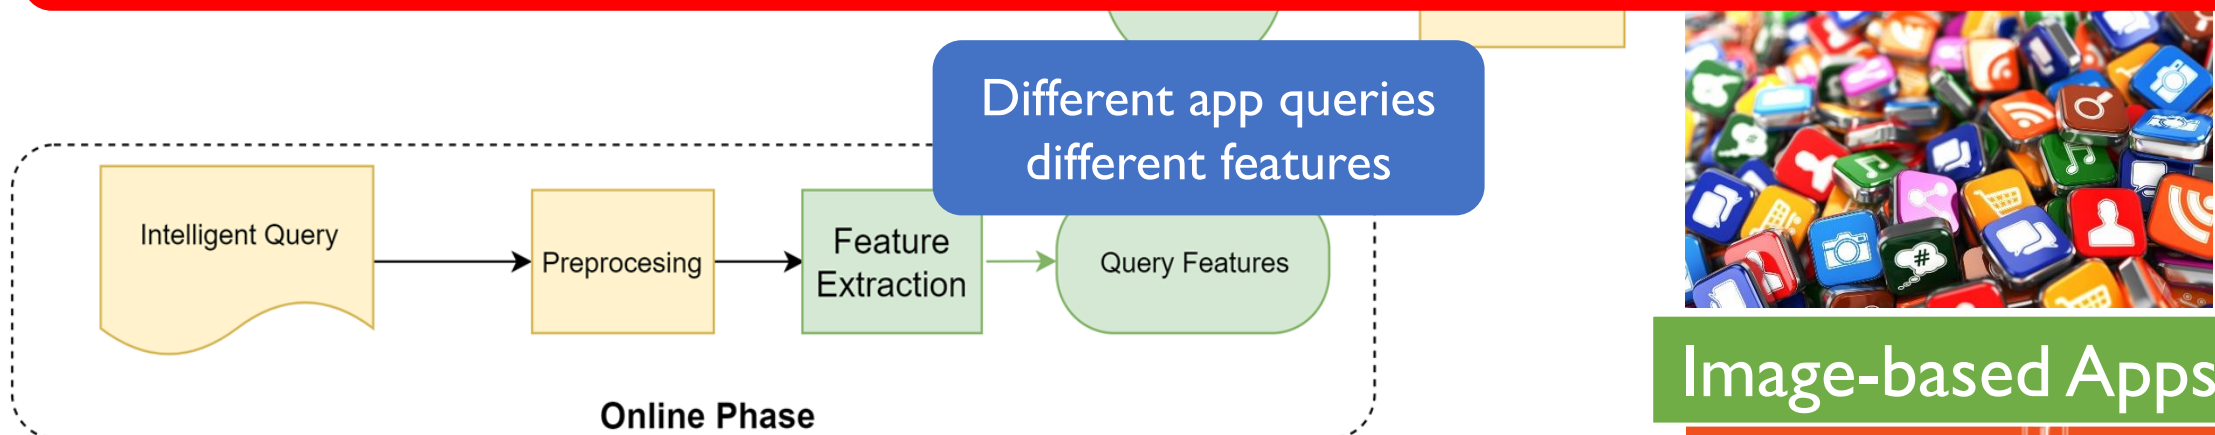 Different app queries
different features
Intelligent Query
Preprocesing
Feature
Extraction
Query Features
Online Phase
#
Image-based Apps